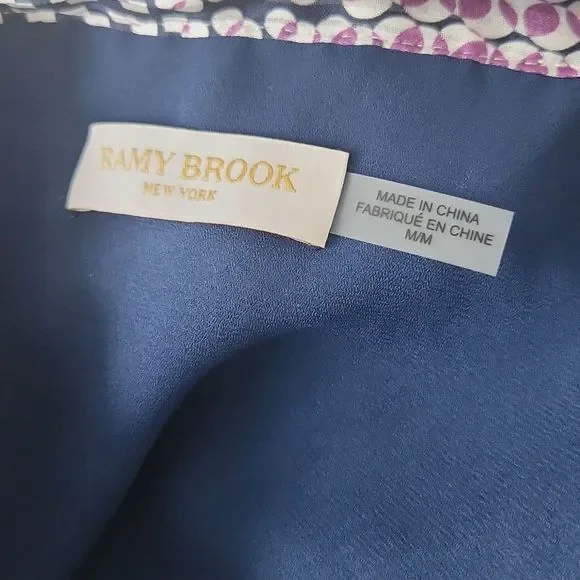 RAMY BROOK
NEW YORK
MADE IN CHINA
FABRIQUÉ EN CHINE
M/M